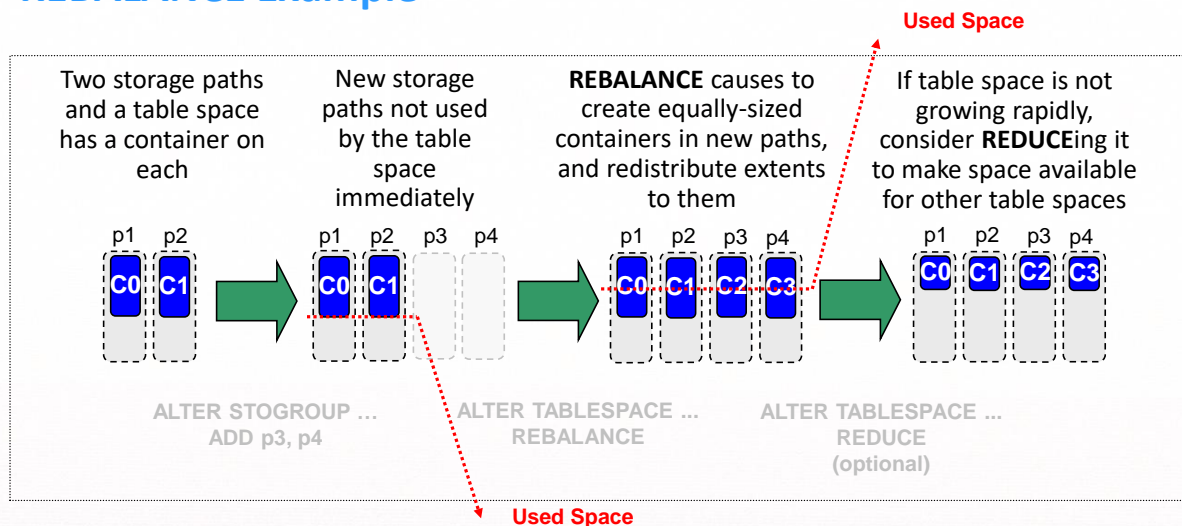 Used Space
Two storage paths
and a table space
has a container on
each
New storage
paths not used
by the table
space
immediately
REBALANCE causes to
create equally-sized
containers in new paths,
and redistribute extents
to them
If table space is not
growing rapidly,
consider REDUCEing it
to make space available
for other table spaces
p1 p2
C0 C1
p1 p2 p3 p4
C0 C1
p1 p2 p3 p4
C0 C1 C2 C3
p1 p2 p3 p4
C0 C1 C2 C3
ALTER STOGROUP …
ADD p3, p4
ALTER TABLESPACE ...
REBALANCE
ALTER TABLESPACE ...
REDUCE
(optional)
Used Space